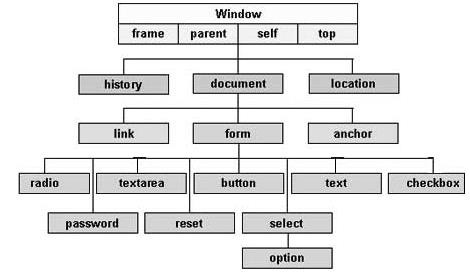 Window
frame parent self top
history document location
link form anchor
radio textarea button text checkbox
password reset select
option